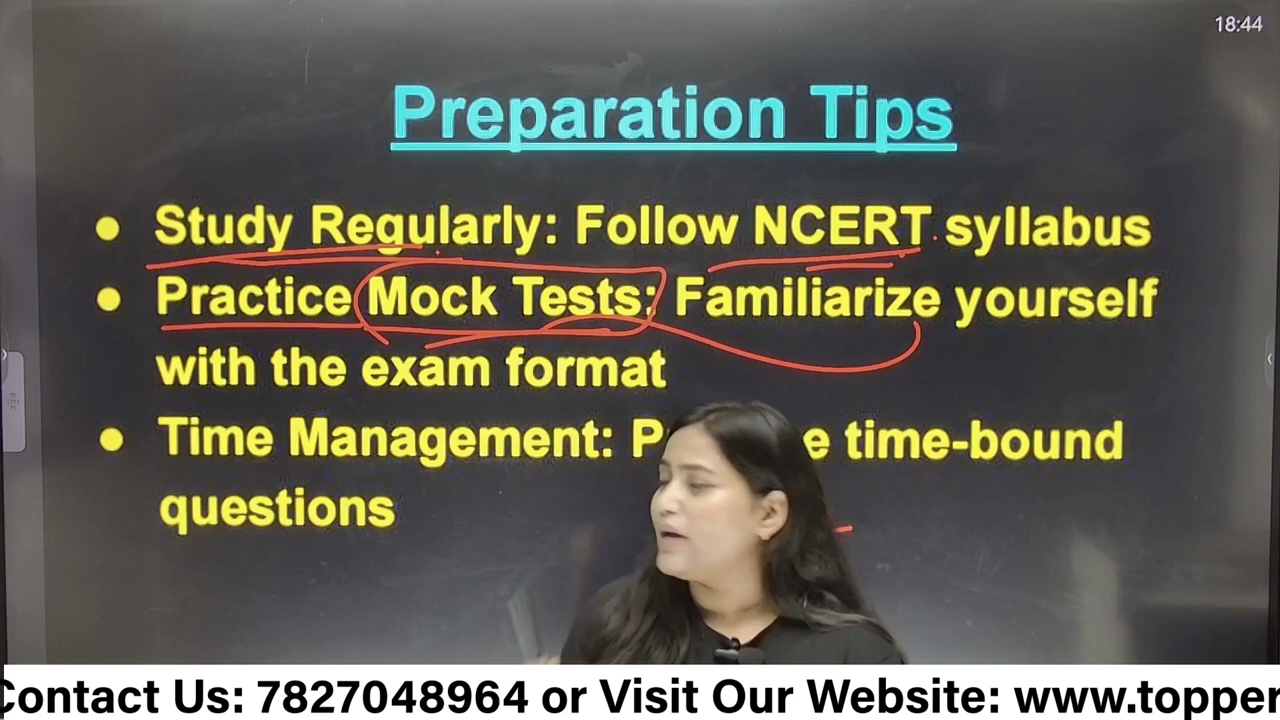 18:44
Preparation Tips
● Study Regularly: Follow NCERT syllabus
● Practice Mock Tests: Familiarize yourself
with the exam format
● Time Management: time-bound
questions
Contact Us: 7827048964 or Visit Our Website: www.topper